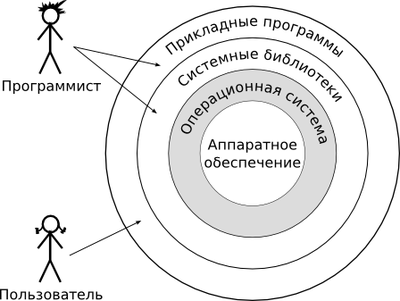 Прикладные программы
Системные библиотеки
Операционная система
Аппаратное
обеспечение
Программист
Пользователь